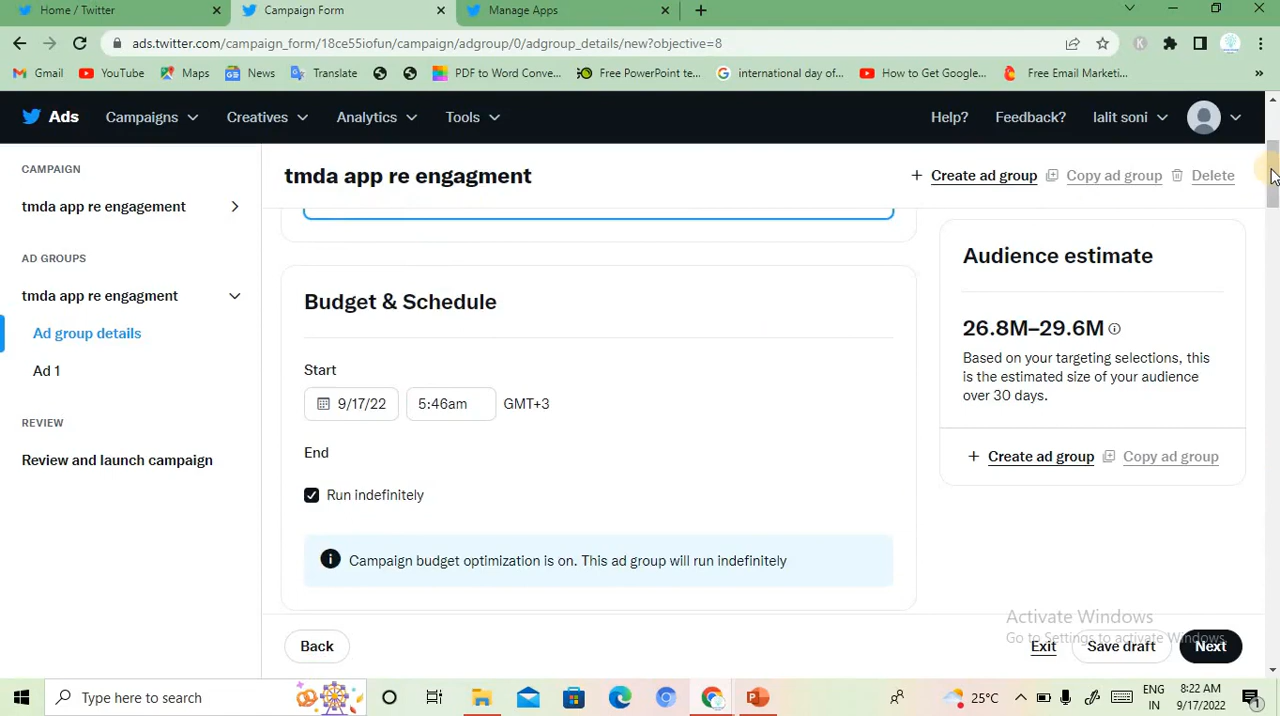 Home / Twitter
Campaign Form
Manage Apps
ads.twitter.com/campaign_form/18ce55iofun/campaign/adgroup/0/adgroup_details/new?objective=8
K
Gmail
YouTube
Maps
News
Translate
PDF to Word Conve...
Free PowerPoint te...
international day of...
How to Get Google...
Free Email Marketi...
»
Ads
Campaigns
Creatives
Analytics
Tools
Help?
Feedback?
lalit soni
CAMPAIGN
tmda app re engagement
AD GROUPS
tmda app re engagment
Ad group details
Ad 1
REVIEW
Review and launch campaign
tmda app re engagment
+ Create ad group
Copy ad group
Delete
Budget & Schedule
Start
9/17/22
5:46am
GMT+3
End
Run indefinitely
Campaign budget optimization is on. This ad group will run indefinitely
Audience estimate
26.8M–29.6M
Based on your targeting selections, this
is the estimated size of your audience
over 30 days.
+ Create ad group
Copy ad group
Activate Windows
Go to Settings to activate Windows.
Back
Exit
Save draft
Next
Type here to search
25°C
ENG
IN
8:22 AM
9/17/2022
1